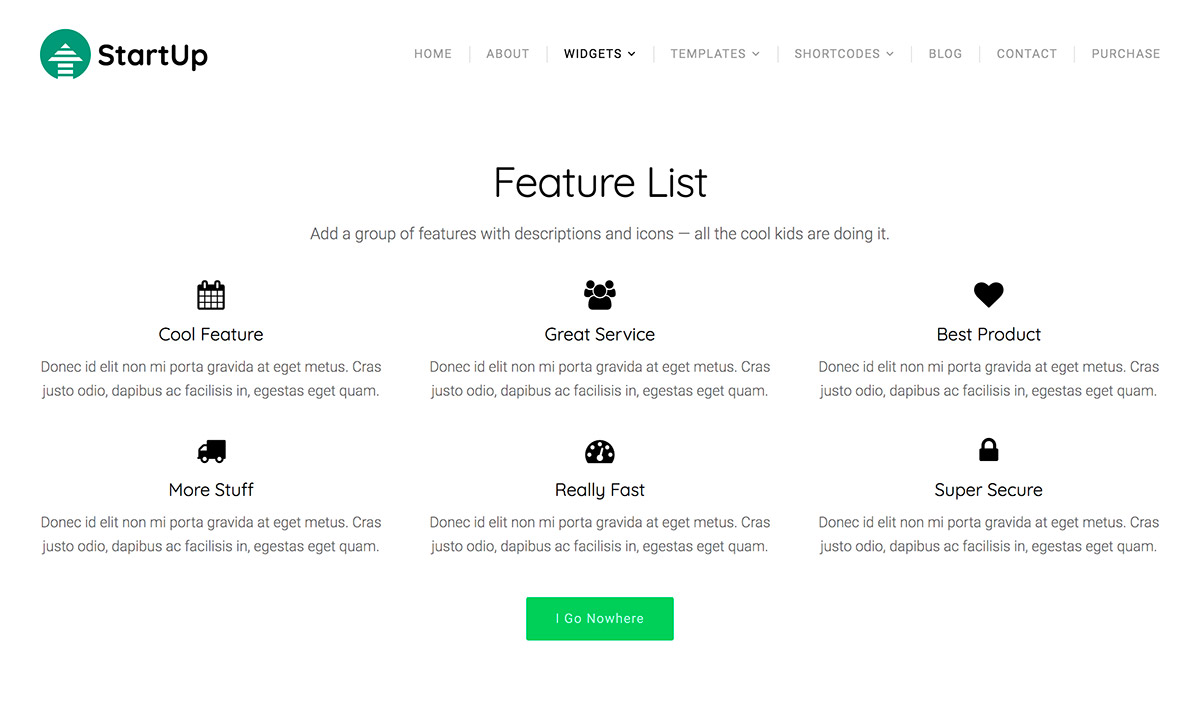 StartUp
HOME ABOUT WIDGETS TEMPLATES SHORTCODES BLOG CONTACT PURCHASE
Feature List
Add a group of features with descriptions and icons — all the cool kids are doing it.
Cool Feature
Donec id elit non mi porta gravida at eget metus. Cras
justo odio, dapibus ac facilisis in, egestas eget quam.
Great Service
Donec id elit non mi porta gravida at eget metus. Cras
justo odio, dapibus ac facilisis in, egestas eget quam.
Best Product
Donec id elit non mi porta gravida at eget metus. Cras
justo odio, dapibus ac facilisis in, egestas eget quam.
More Stuff
Donec id elit non mi porta gravida at eget metus. Cras
justo odio, dapibus ac facilisis in, egestas eget quam.
Really Fast
Donec id elit non mi porta gravida at eget metus. Cras
justo odio, dapibus ac facilisis in, egestas eget quam.
Super Secure
Donec id elit non mi porta gravida at eget metus. Cras
justo odio, dapibus ac facilisis in, egestas eget quam.
I Go Nowhere